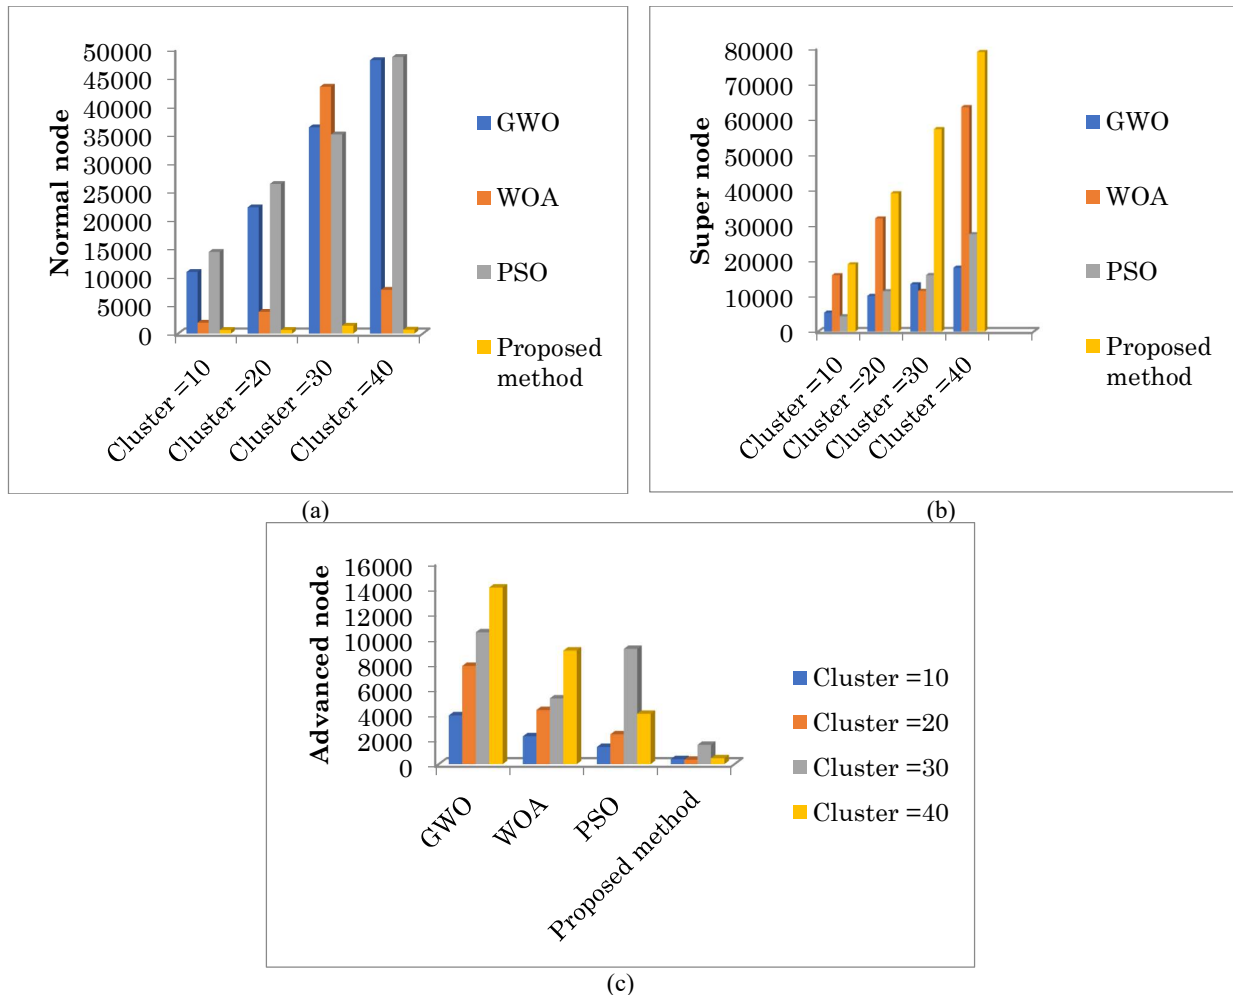 Normal node
50000
45000
40000
35000
30000
25000
20000
15000
10000
5000
0
Cluster =10
Cluster =20
Cluster =30
Cluster =40
GWO
WOA
PSO
Proposed
method
(a)
Super node
80000
70000
60000
50000
40000
30000
20000
10000
0
Cluster =10
Cluster =20
Cluster =30
Cluster =40
GWO
WOA
PSO
Proposed
method
(b)
Advanced node
16000
14000
12000
10000
8000
6000
4000
2000
0
GWO
WOA
PSO
Proposed method
Cluster =10
Cluster =20
Cluster =30
Cluster =40
(c)